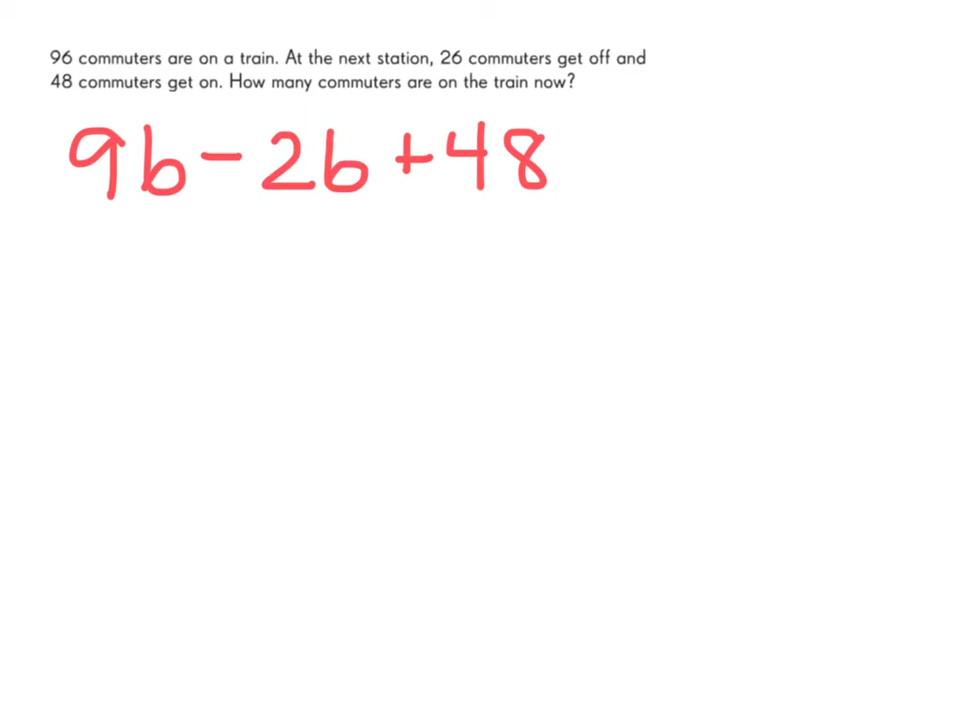 96 commuters are on a train. At the next station, 26 commuters get off and
48 commuters get on. How many commuters are on the train now?
96 - 26 + 48